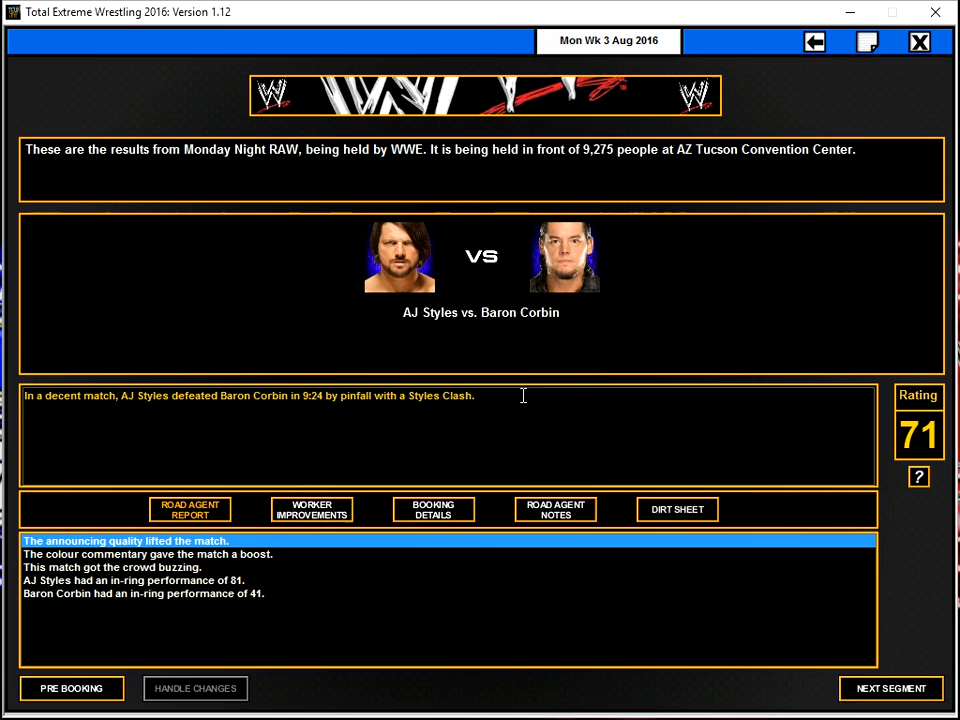 Total Extreme Wrestling 2016: Version 1.12
Mon Wk 3 Aug 2016
These are the results from Monday Night RAW, being held by WWE. It is being held in front of 9,275 people at AZ Tucson Convention Center.
VS
AJ Styles vs. Baron Corbin
In a decent match, AJ Styles defeated Baron Corbin in 9:24 by pinfall with a Styles Clash.
Rating
71
?
ROAD AGENT
REPORT
WORKER
IMPROVEMENTS
BOOKING
DETAILS
ROAD AGENT
NOTES
DIRT SHEET
The announcing quality lifted the match.
The colour commentary gave the match a boost.
This match got the crowd buzzing.
AJ Styles had an in-ring performance of 81.
Baron Corbin had an in-ring performance of 41.
PRE BOOKING
HANDLE CHANGES
NEXT SEGMENT